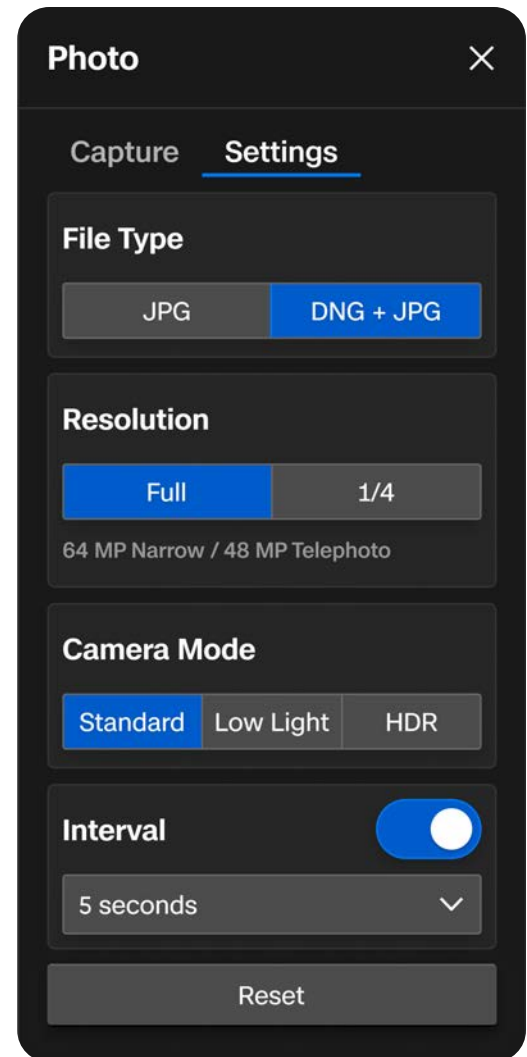 Photo
Capture Settings
File Type
JPG DNG + JPG
Resolution
Full 1/4
64 MP Narrow / 48 MP Telephoto
Camera Mode
Standard Low Light HDR
Interval
5 seconds
Reset